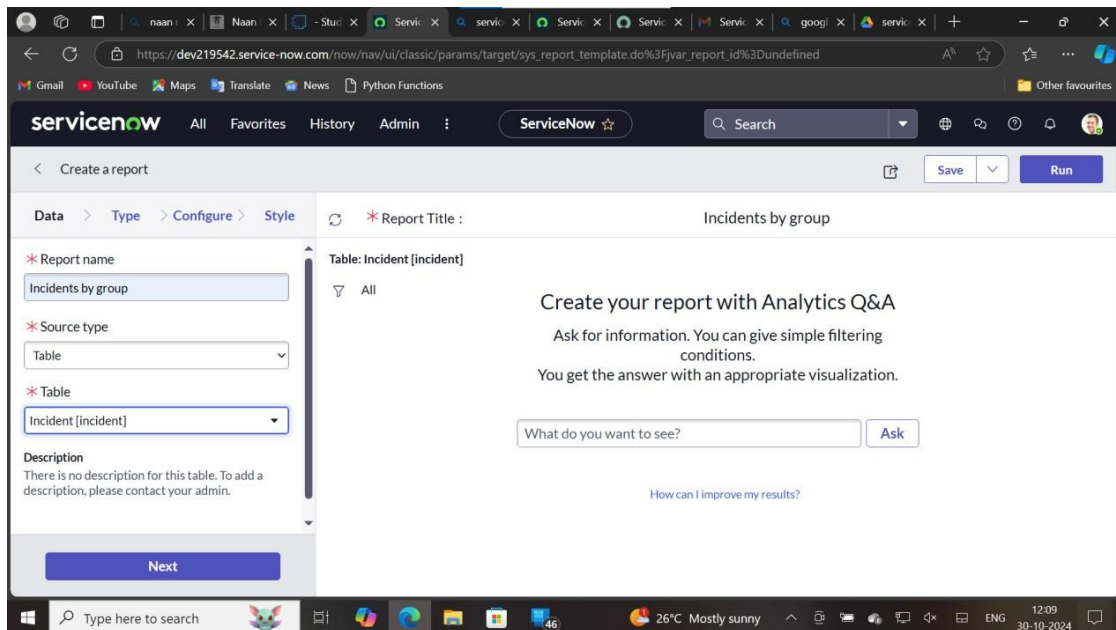 naan r
Naan
- Stud
Servic
servic
Servic
Servic
Servic
googl
servic
https://dev219542.service-now.com/now/nav/ui/classic/params/target/sys_report_template.do%3Fjvar_report_id%3Dundefined
Gmail YouTube Maps Translate News Python Functions Other favourites
servicenow All Favorites History Admin ServiceNow Search
Create a report Save Run
Data > Type > Configure > Style
* Report Title : Incidents by group
* Report name
Incidents by group
* Source type
Table
* Table
Incident [incident]
Description
There is no description for this table. To add a
description, please contact your admin.
Next
Table: Incident [incident]
All
Create your report with Analytics Q&A
Ask for information. You can give simple filtering
conditions.
You get the answer with an appropriate visualization.
What do you want to see? Ask
How can I improve my results?
Type here to search 46 26°C Mostly sunny ENG 12:09
30-10-2024